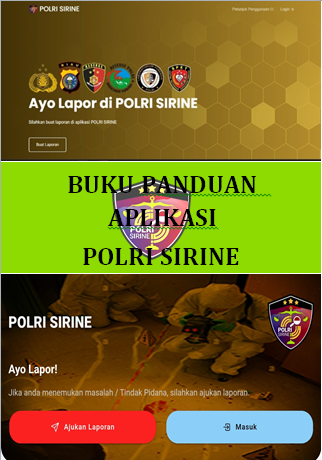 POLRI SIRINE
Petunjuk Penggunaan
Login
Ayo Lapor di POLRI SIRINE
Silahkan buat laporan di aplikasi POLRI SIRINE
Buat Laporan
BUKU PANDUAN
APLIKASI
POLRI
SIRINE
POLRI SIRINE
POLRI SIRINE
Ayo Lapor!
Jika anda menemukan masalah / Tindak Pidana, silahkan ajukan laporan.
Ajukan Laporan
Masuk